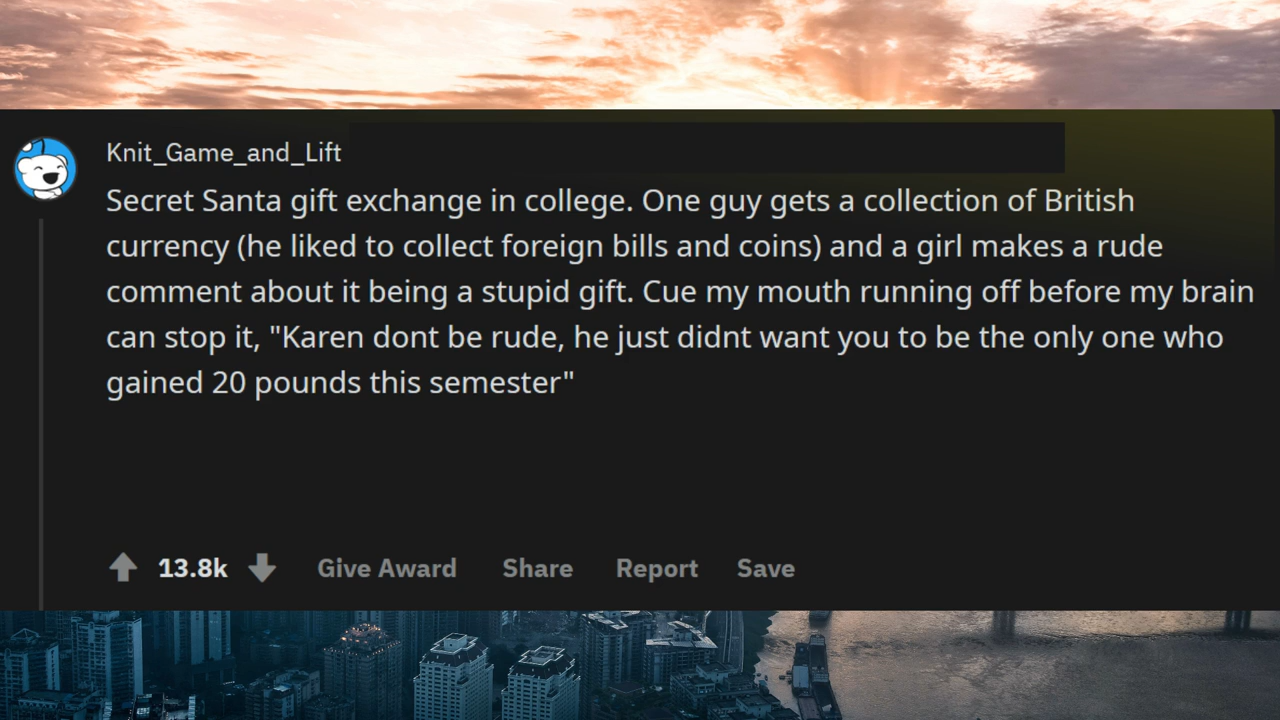 Knit_Game_and_Lift
Secret Santa gift exchange in college. One guy gets a collection of British
currency (he liked to collect foreign bills and coins) and a girl makes a rude
comment about it being a stupid gift. Cue my mouth running off before my brain
can stop it, "Karen dont be rude, he just didnt want you to be the only one who
gained 20 pounds this semester"
13.8k Give Award Share Report Save